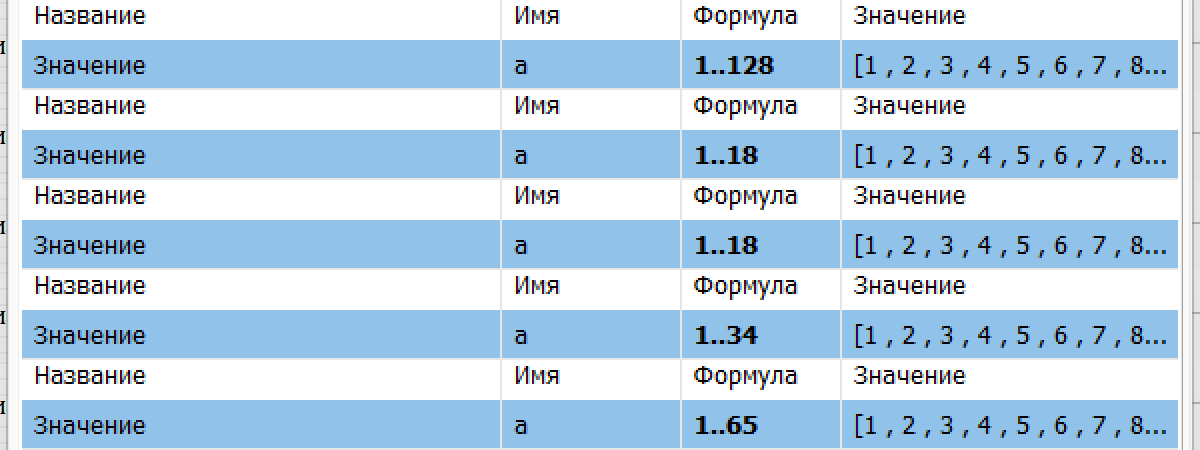 Название Имя Формула Значение
Значение a 1..128 [1 , 2 , 3 , 4 , 5 , 6 , 7 , 8...
Название Имя Формула Значение
Значение a 1..18 [1 , 2 , 3 , 4 , 5 , 6 , 7 , 8...
Название Имя Формула Значение
Значение a 1..18 [1 , 2 , 3 , 4 , 5 , 6 , 7 , 8...
Название Имя Формула Значение
Значение a 1..34 [1 , 2 , 3 , 4 , 5 , 6 , 7 , 8...
Название Имя Формула Значение
Значение a 1..65 [1 , 2 , 3 , 4 , 5 , 6 , 7 , 8...